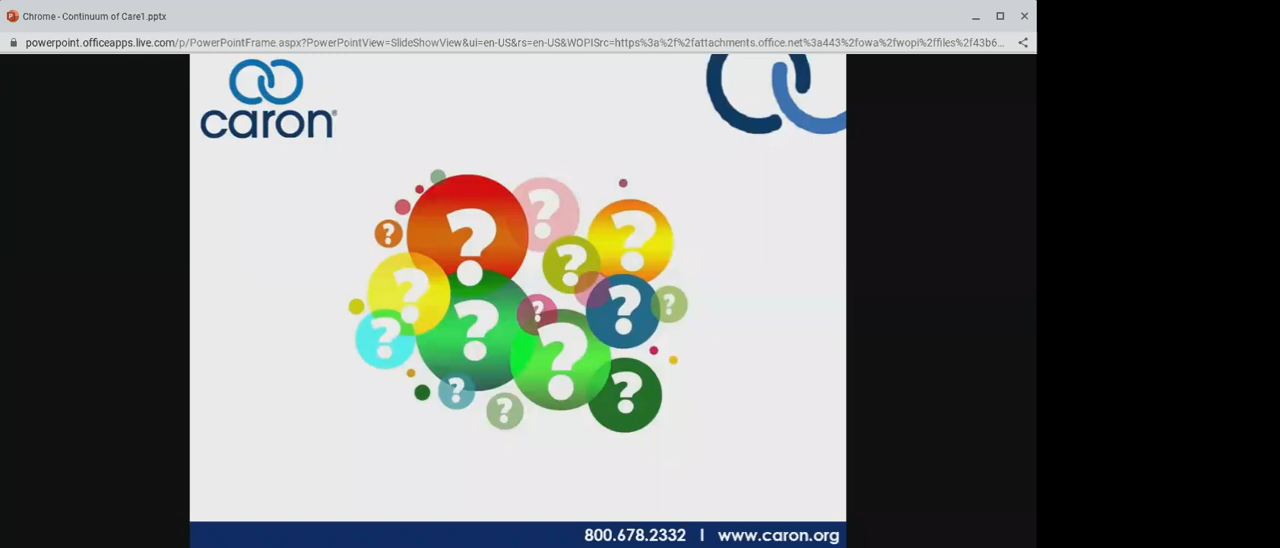 Chrome - Continuum of Care1.pptx
powerpoint.officeapps.live.com/p/PowerPointFrame.aspx?PowerPointView=SlideShowView&ui=en-US&rs=en-US&WOPISrc=https%3a%2f%2fattachments.office.net%3a443%2fowa%2fwopi%2ffiles%2f43b6...
caron®
? ? ?
? ?
? ? ? ? ?
? ? ?
? ? ?
800.678.2332 | www.caron.org